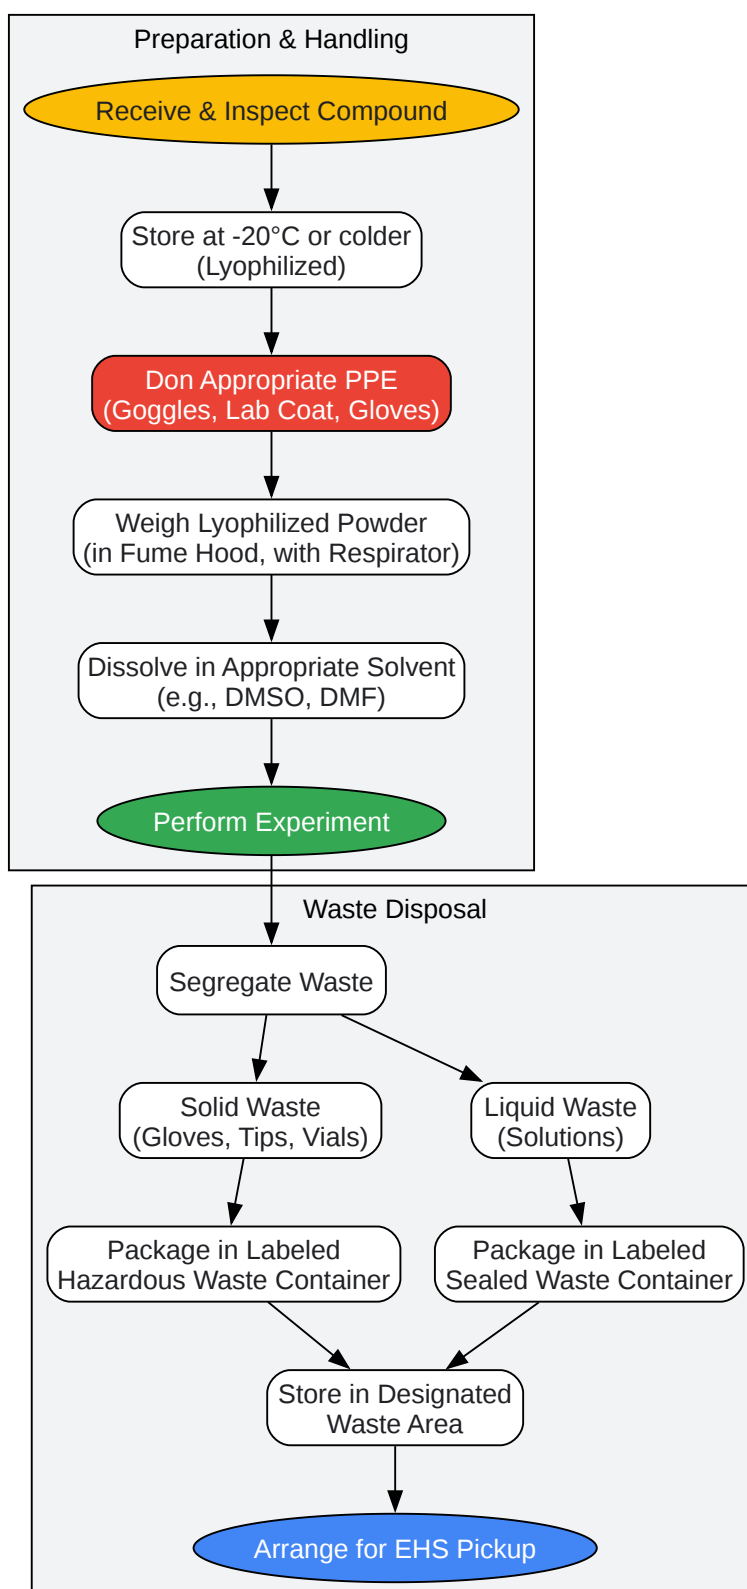 Preparation & Handling
Receive & Inspect Compound
Store at -20°C or colder
(Lyophilized)
Don Appropriate PPE
(Goggles, Lab Coat, Gloves)
Weigh Lyophilized Powder
(in Fume Hood, with Respirator)
Dissolve in Appropriate Solvent
(e.g., DMSO, DMF)
Perform Experiment
Waste Disposal
Segregate Waste
Solid Waste
(Gloves, Tips, Vials)
Liquid Waste
(Solutions)
Package in Labeled
Hazardous Waste Container
Package in Labeled
Sealed Waste Container
Store in Designated
Waste Area
Arrange for EHS Pickup